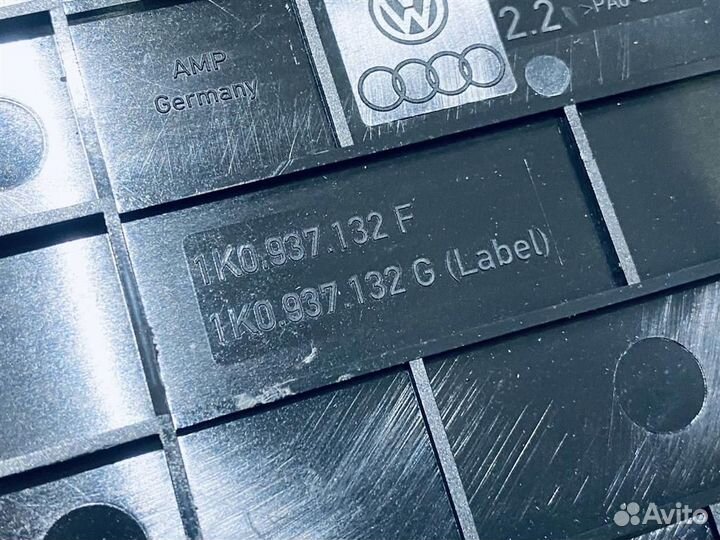 AMP
Germany
2.2
1K0.937.132 F
1K0.937.132 G (Label)
Avito